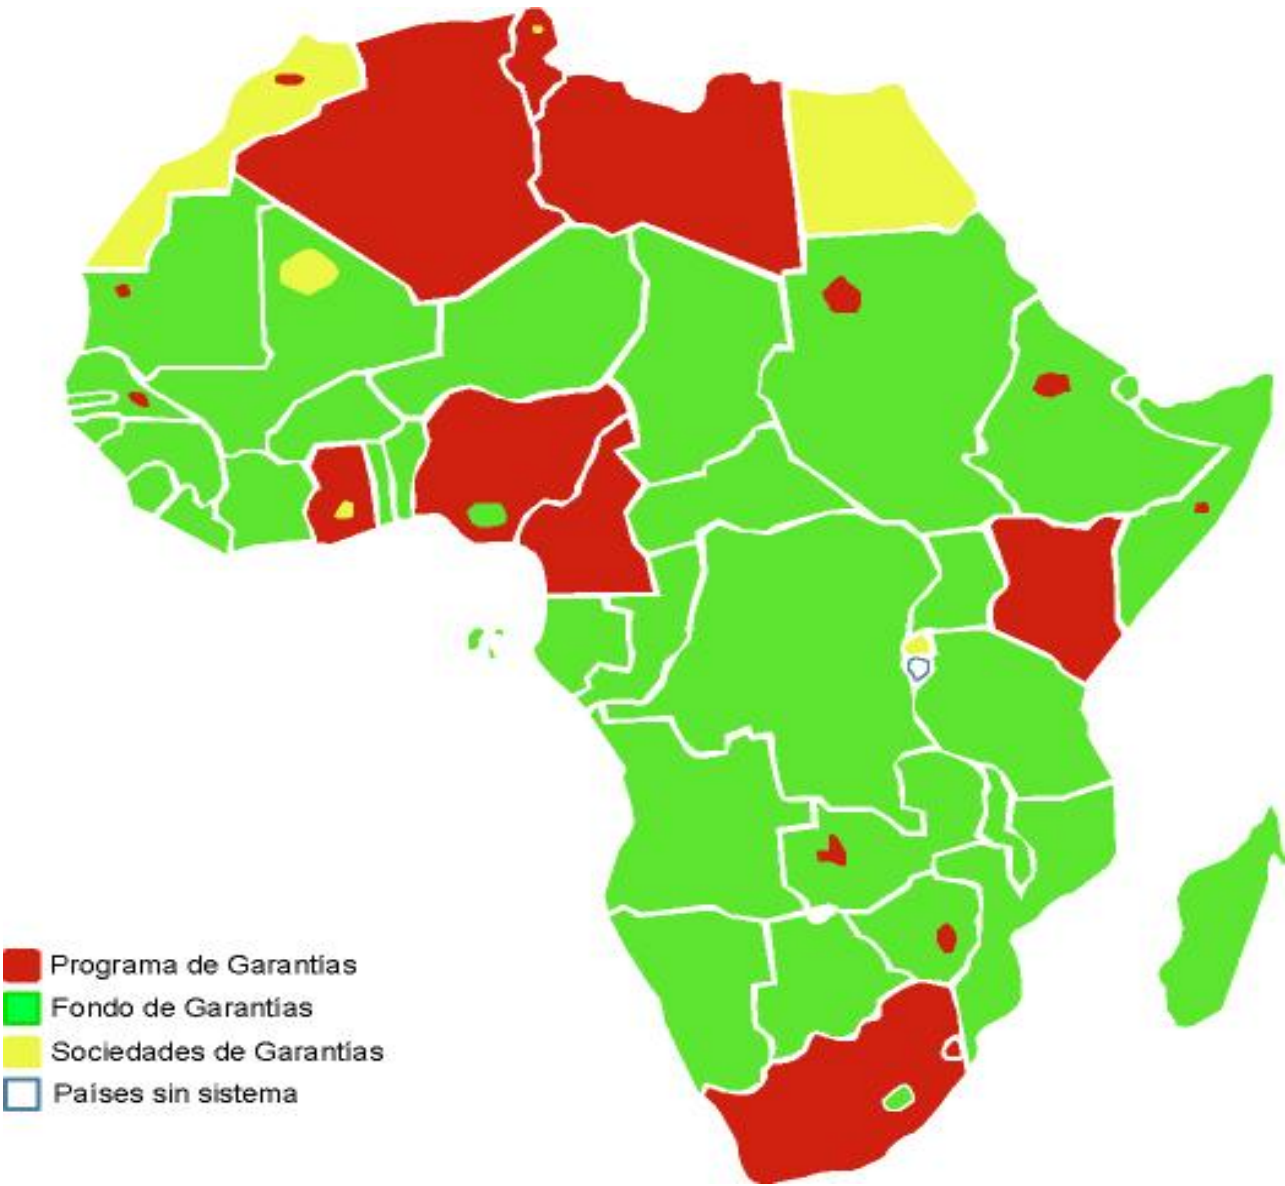 Programa de Garantías
Fondo de Garantías
Sociedades de Garantías
Países sin sistema